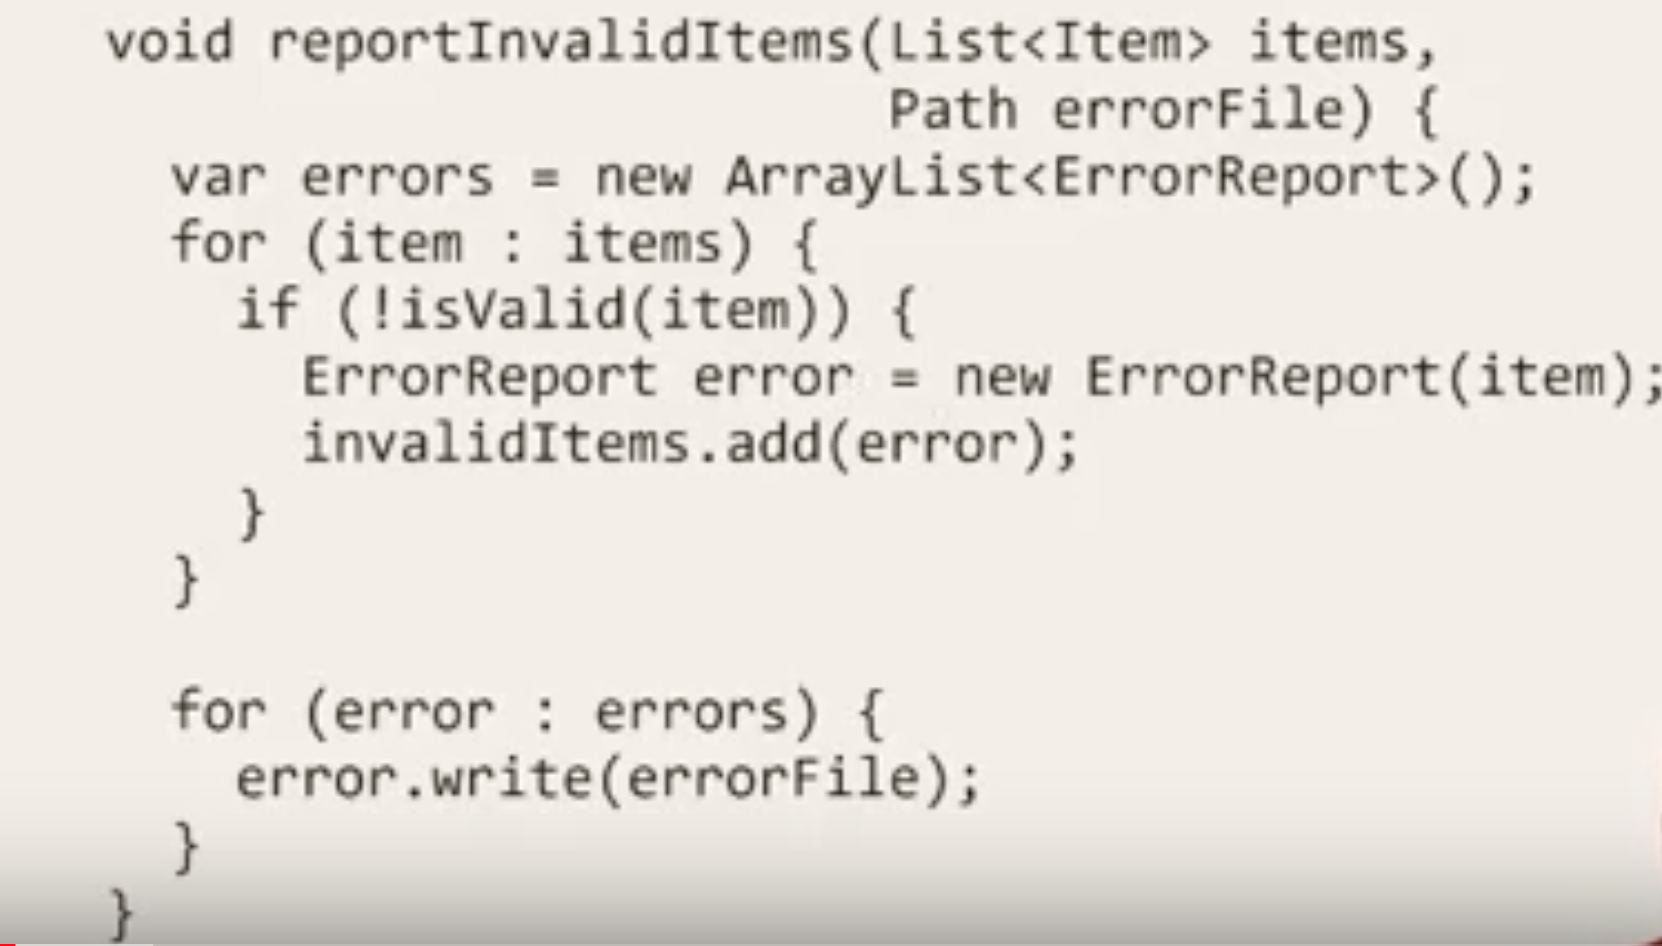 void reportInvalidItems(List<Item> items,
                        Path errorFile) {
  var errors = new ArrayList<ErrorReport>();
  for (item : items) {
    if (!isValid(item)) {
      ErrorReport error = new ErrorReport(item);
      invalidItems.add(error);
    }
  }

  for (error : errors) {
    error.write(errorFile);
  }
}